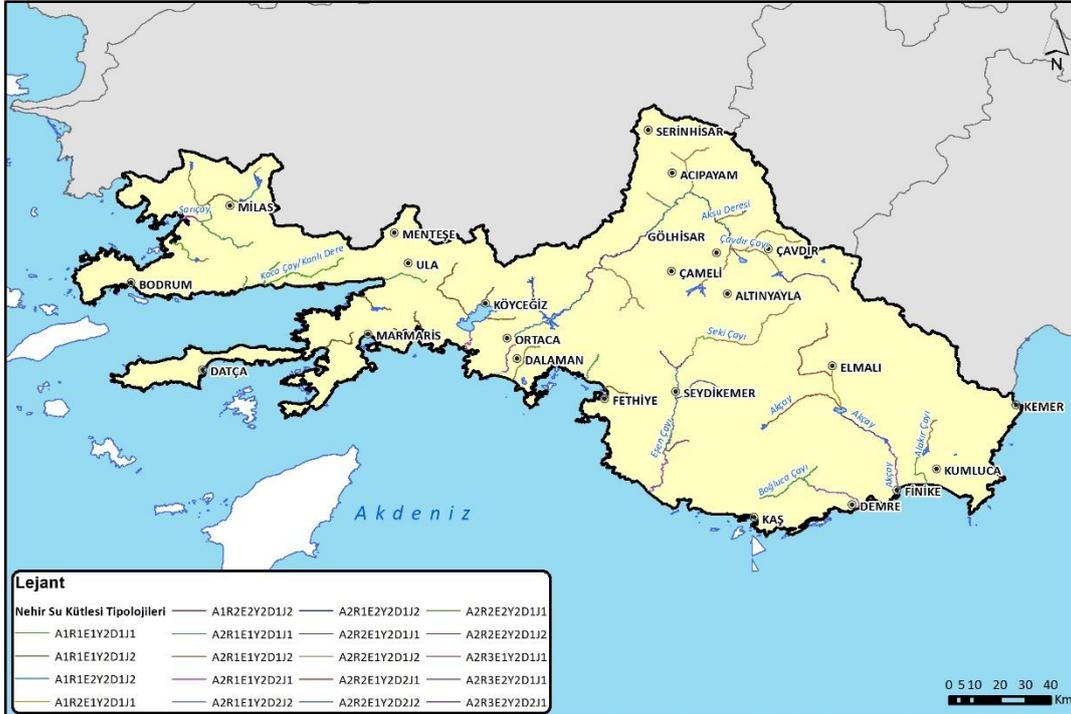 N
SERİNHİSAR
ACIPAYAM
MİLAS
Sarıçay
Aksu Deresi
MENTEŞE
GÖLHİSAR
Çavdır Çayı
ÇAVDIR
Koca Çay/Kanlı Dere
ULA
ÇAMELİ
BODRUM
ALTINYAYLA
KÖYCEĞİZ
MARMARİS
ORTACA
Seki Çayı
DALAMAN
ELMALI
DATÇA
FETHİYE
SEYDİKEMER
KEMER
Akçay
Akçay
Alakır Çayı
Eşen Çayı
KUMLUCA
Boğluca Çayı
Akçay
FİNİKE
DEMRE
KAŞ
Akdeniz
Lejant
Nehir Su Kütlesi Tipolojileri
A1R1E1Y2D1J1
A1R1E1Y2D1J2
A1R1E2Y2D1J2
A1R2E1Y2D1J1
A1R2E2Y2D1J2
A2R1E1Y2D1J1
A2R1E1Y2D1J2
A2R1E1Y2D2J1
A2R1E1Y2D2J2
A2R1E2Y2D1J2
A2R2E1Y2D1J1
A2R2E1Y2D1J2
A2R2E1Y2D2J1
A2R2E1Y2D2J2
A2R2E2Y2D1J1
A2R2E2Y2D1J2
A2R3E1Y2D1J1
A2R3E2Y2D1J1
A2R3E2Y2D2J1
0 5 10 20 30 40
Km